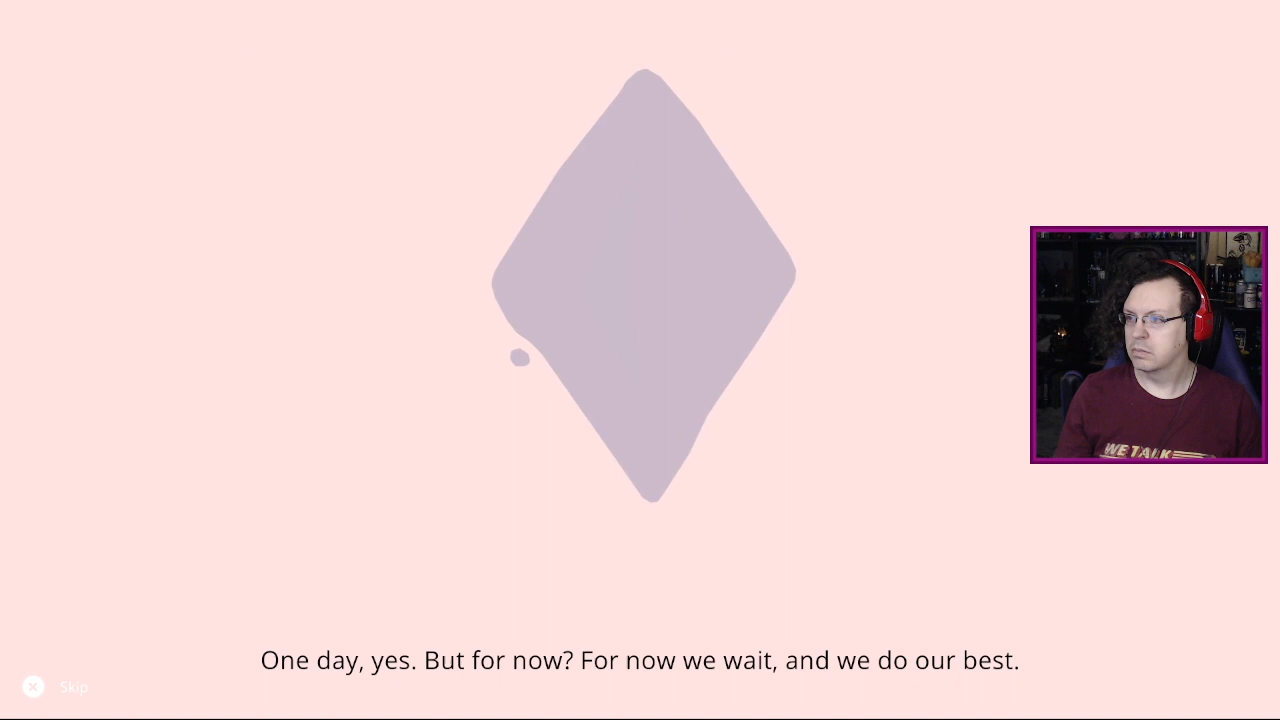 WE TALK
One day, yes. But for now? For now we wait, and we do our best.
Skip